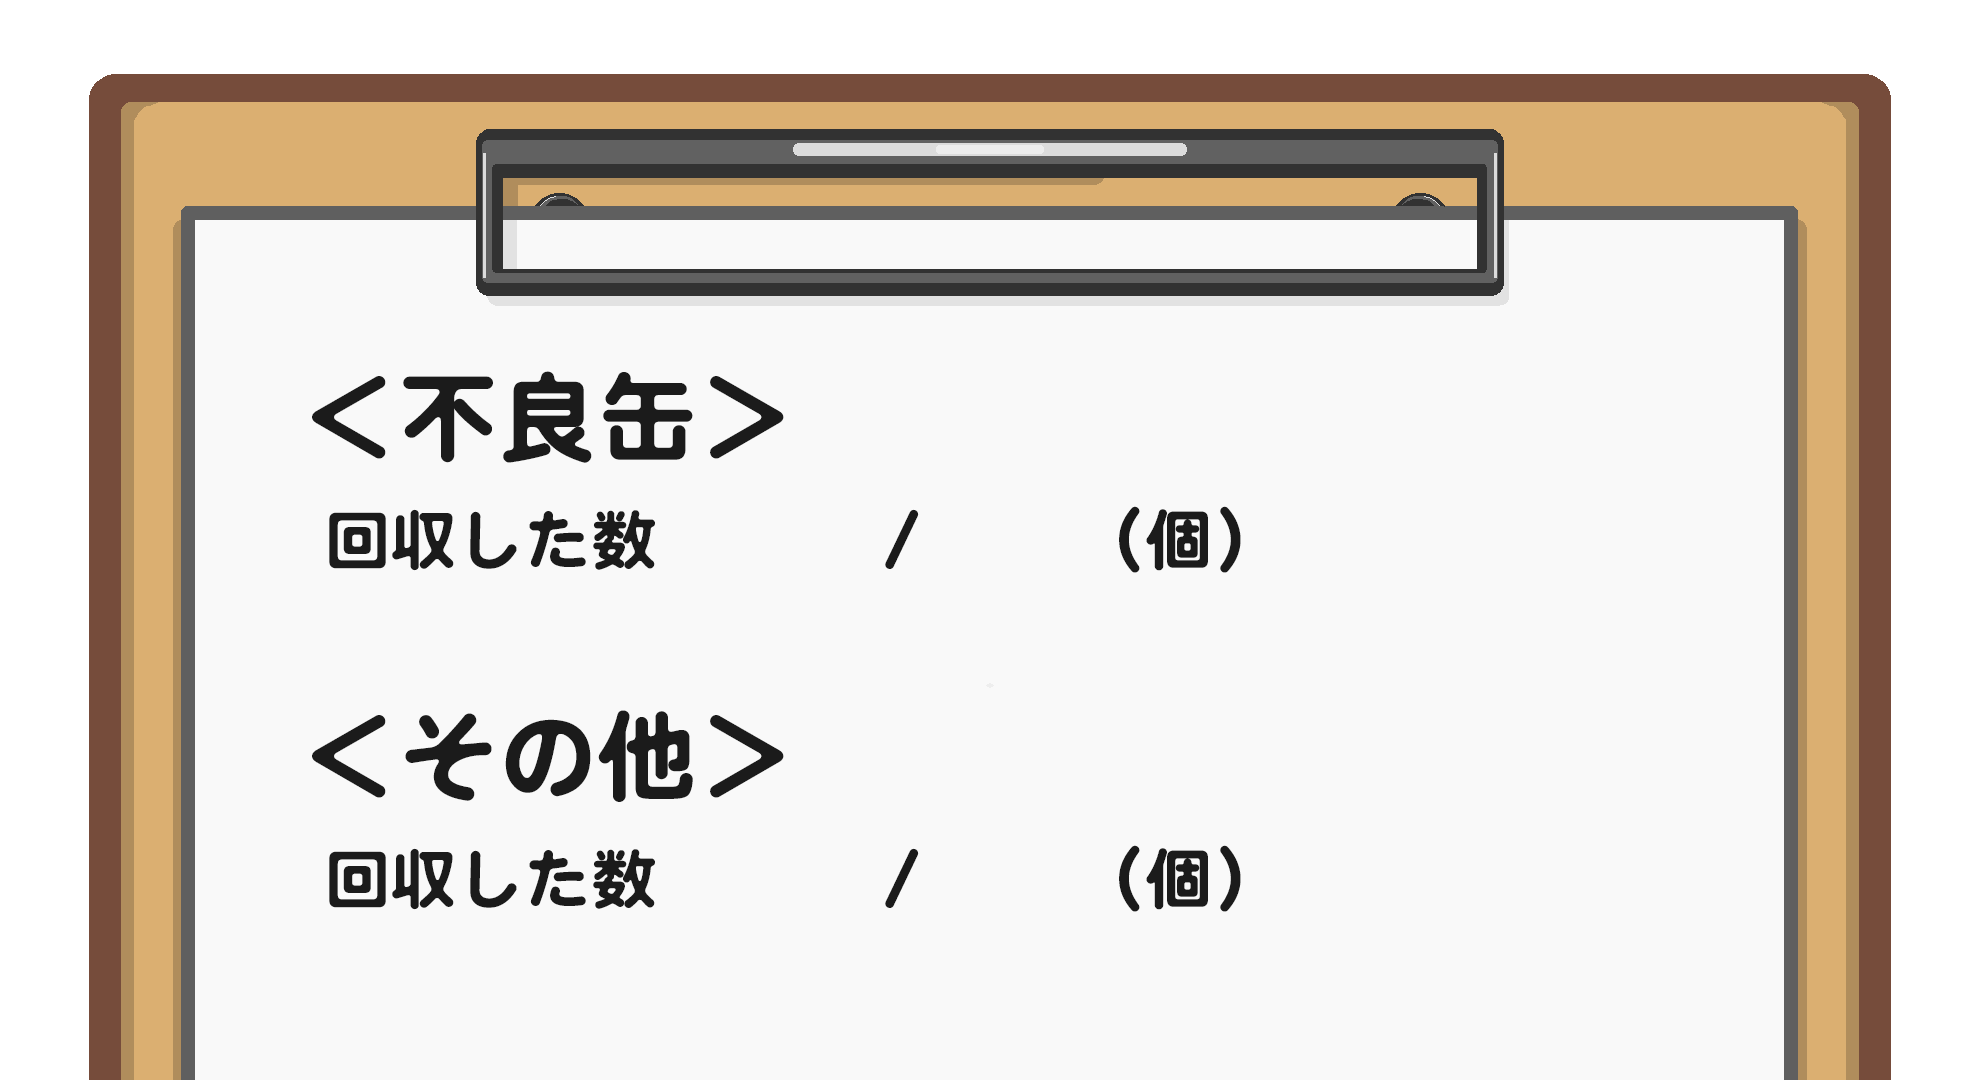 ＜不良缶＞
回収した数　　　/　　　（個）
＜その他＞
回収した数　　　/　　　（個）